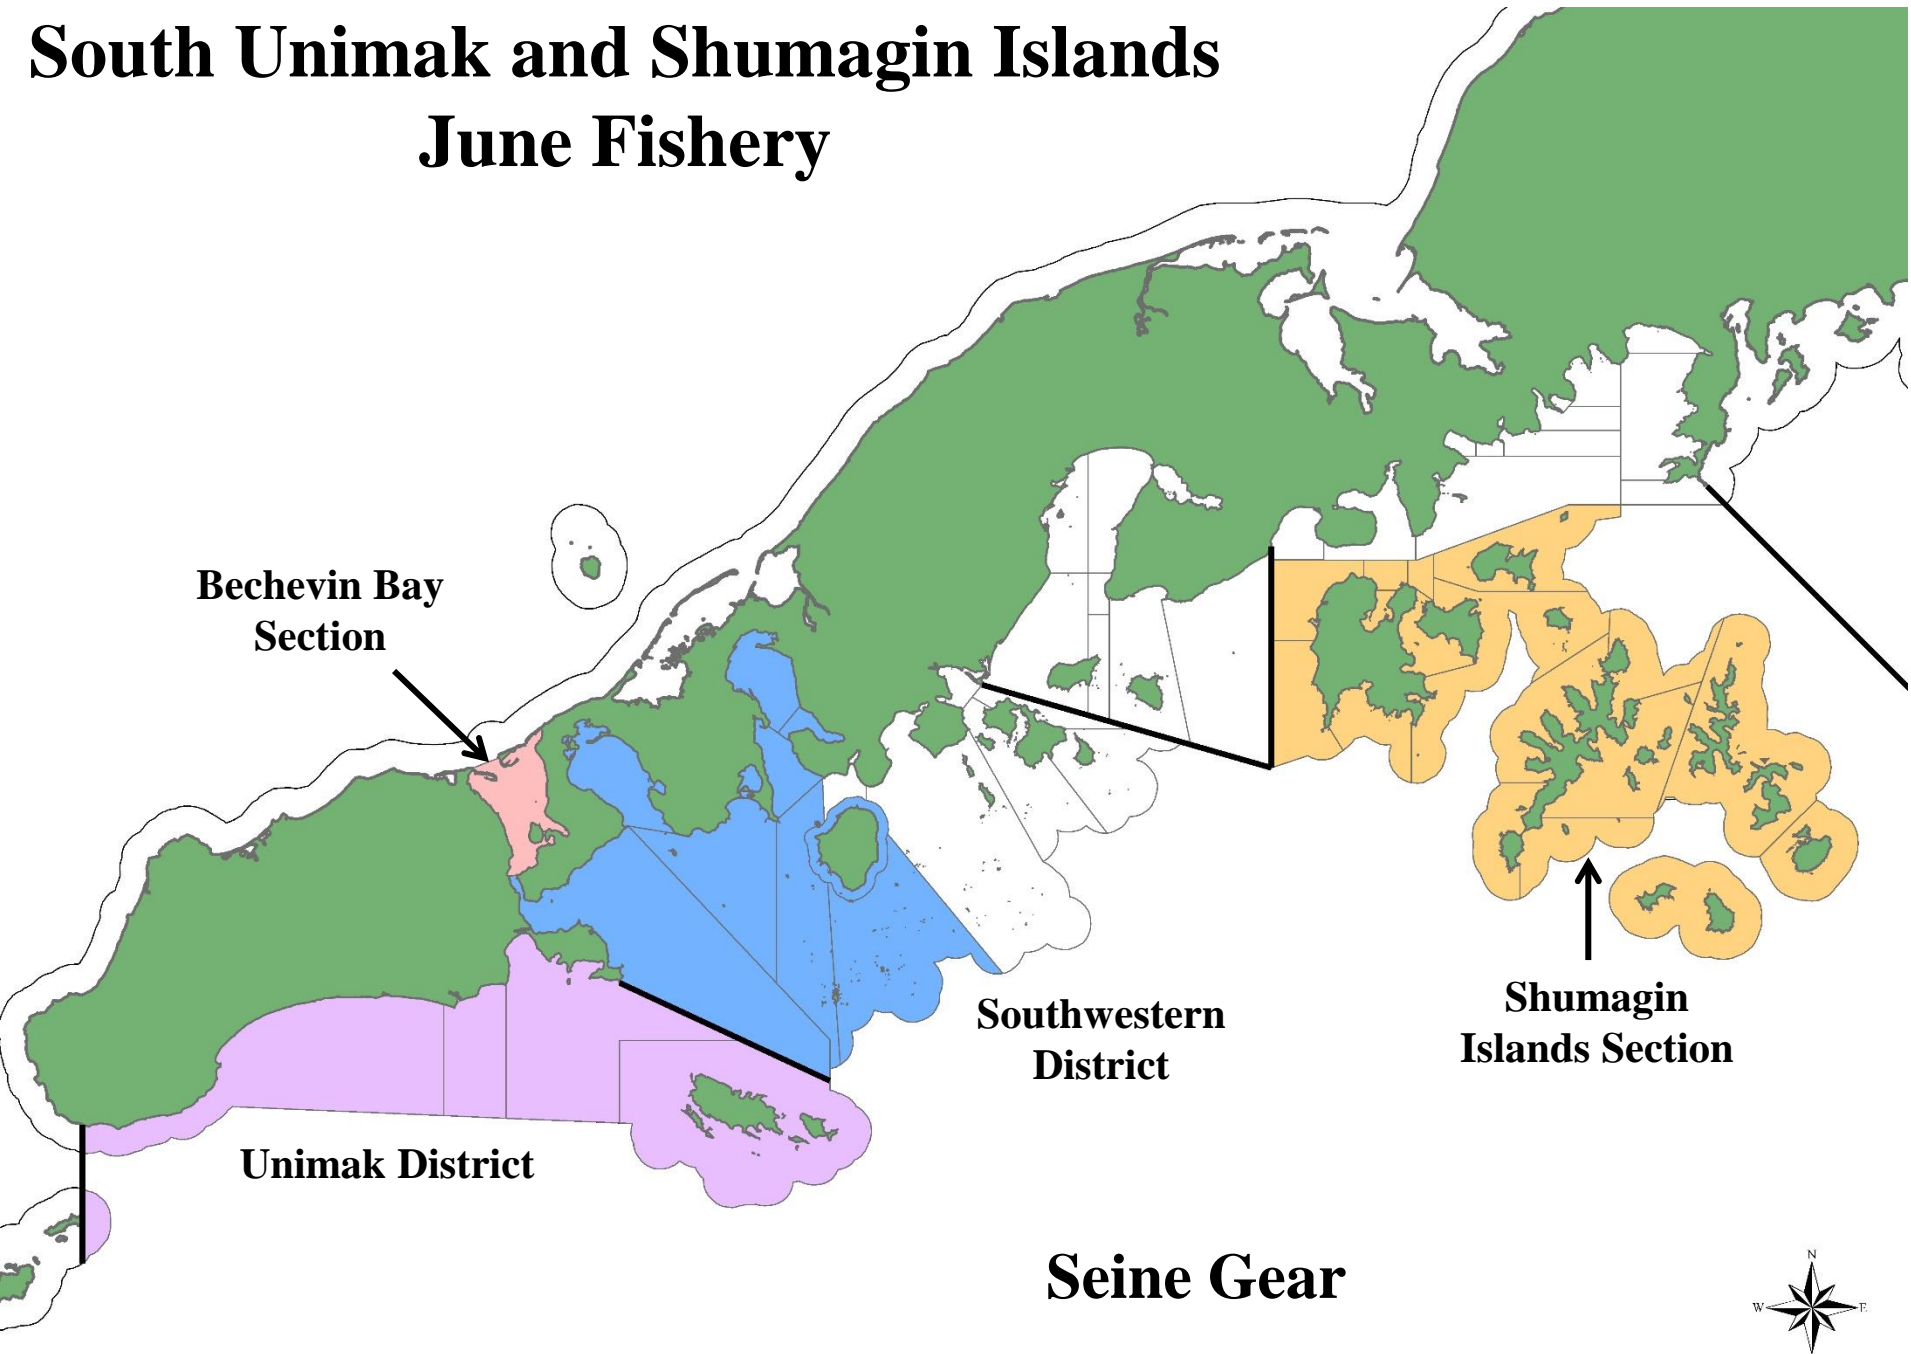 South Unimak and Shumagin Islands
June Fishery
Bechevin Bay
Section
Southwestern
District
Shumagin
Islands Section
Unimak District
Seine Gear
N
W E